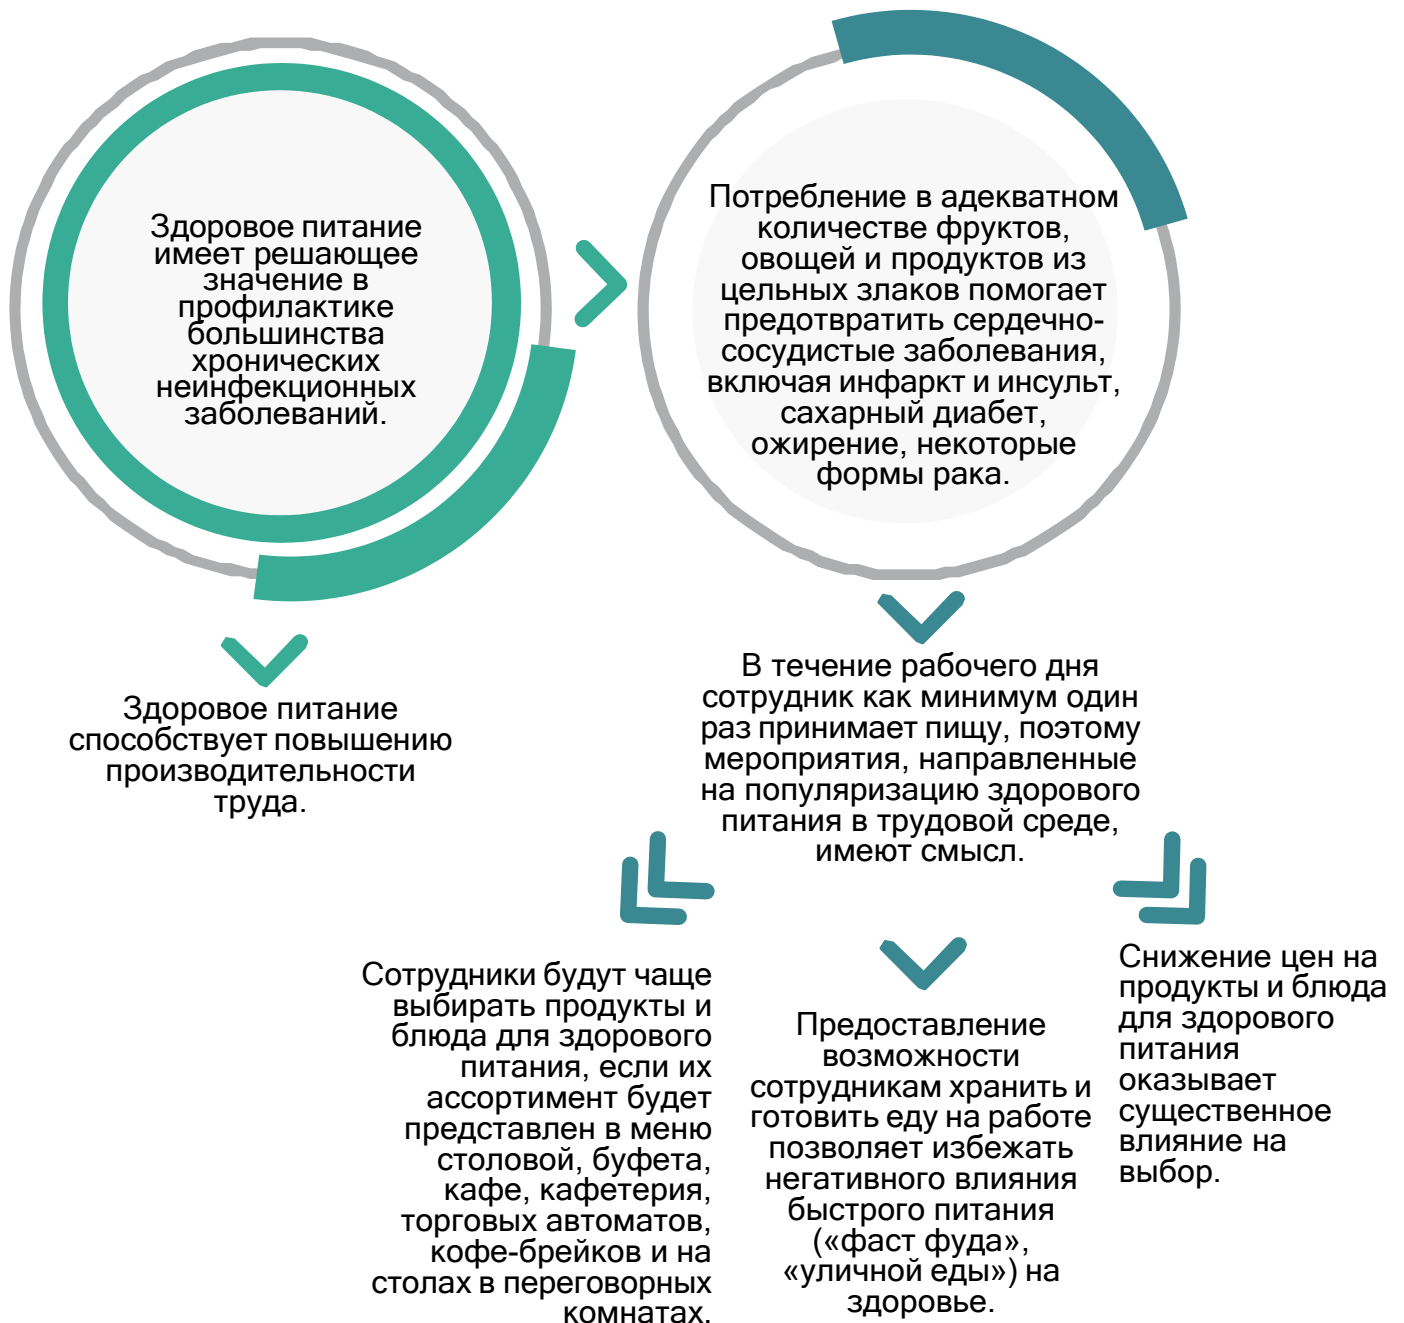 Здоровое питание
имеет решающее
значение в
профилактике
большинства
хронических
неинфекционных
заболеваний.
Потребление в адекватном
количестве фруктов,
овощей и продуктов из
цельных злаков помогает
предотвратить сердечно-
сосудистые заболевания,
включая инфаркт и инсульт,
сахарный диабет,
ожирение, некоторые
формы рака.
Здоровое питание
способствует повышению
производительности
труда.
В течение рабочего дня
сотрудник как минимум один
раз принимает пищу, поэтому
мероприятия, направленные
на популяризацию здорового
питания в трудовой среде,
имеют смысл.
Сотрудники будут чаще
выбирать продукты и
блюда для здорового
питания, если их
ассортимент будет
представлен в меню
столовой, буфета,
кафе, кафетерия,
торговых автоматов,
кофе-брейков и на
столах в переговорных
комнатах.
Предоставление
возможности
сотрудникам хранить и
готовить еду на работе
позволяет избежать
негативного влияния
быстрого питания
(«фаст фуда»,
«уличной еды») на
здоровье.
Снижение цен на
продукты и блюда
для здорового
питания
оказывает
существенное
влияние на
выбор.